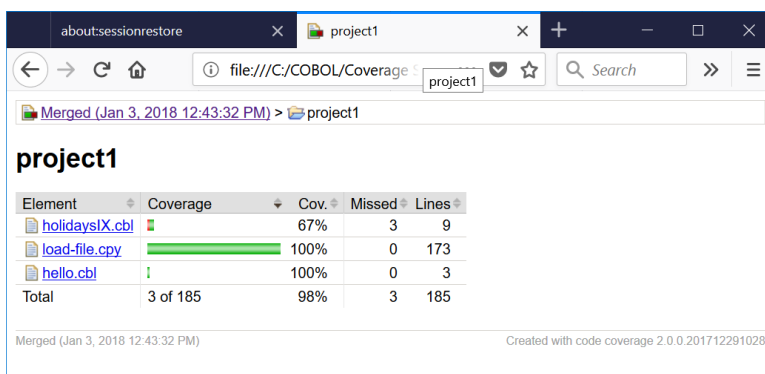 about:sessionrestore project1
file:///C:/COBOL/Coverage Search
project1
Merged (Jan 3, 2018 12:43:32 PM) > project1
project1
Element Coverage Cov. Missed Lines
holidaysIX.cbl 67% 3 9
load-file.cpy 100% 0 173
hello.cbl 100% 0 3
Total 3 of 185 98% 3 185
Merged (Jan 3, 2018 12:43:32 PM) Created with code coverage 2.0.0.201712291028